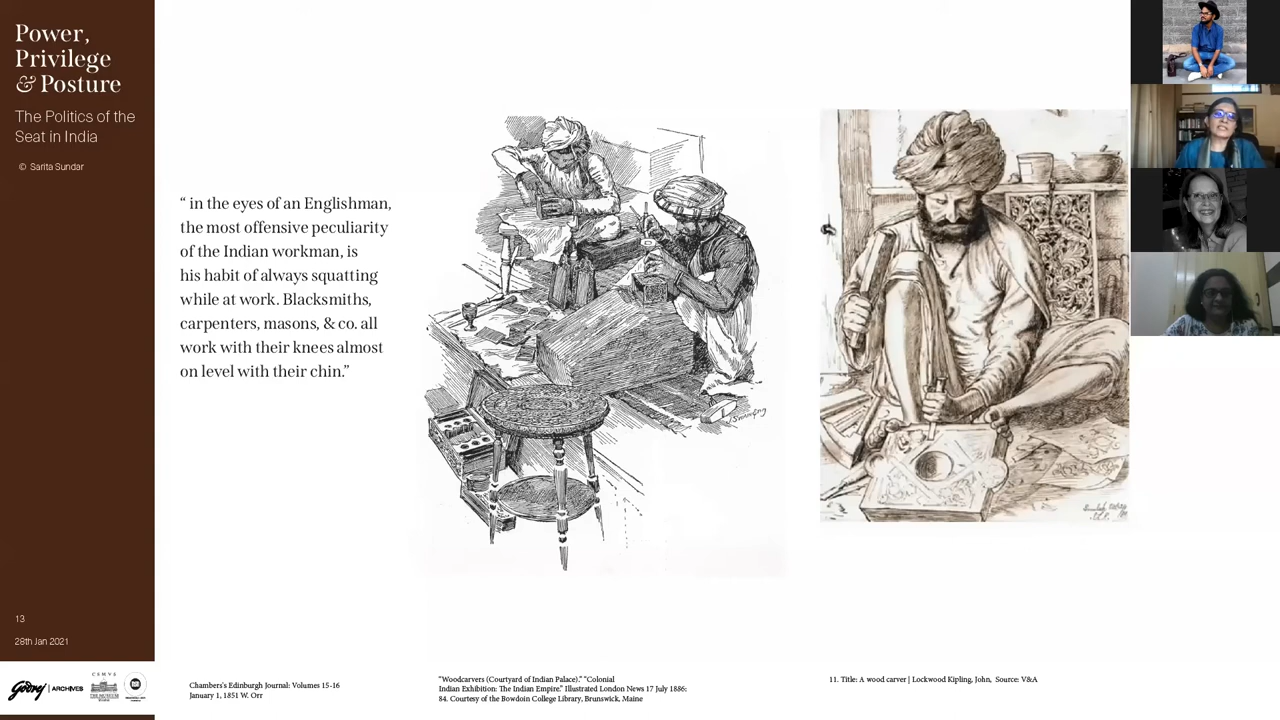 Power,
Privilege
& Posture
The Politics of the
Seat in India
© Sarita Sundar
“ in the eyes of an Englishman,
the most offensive peculiarity
of the Indian workman, is
his habit of always squatting
while at work. Blacksmiths,
carpenters, masons, & co. all
work with their knees almost
on level with their chin.”
13
28th Jan 2021
Godrej | ARCHIVES
Chambers's Edinburgh Journal: Volumes 15-16
January 1, 1851 W. Orr
"Woodcarvers (Courtyard of Indian Palace)." "Colonial
Indian Exhibition: The Indian Empire." Illustrated London News 17 July 1886:
84. Courtesy of the Bowdoin College Library, Brunswick, Maine
11. Title: A wood carver | Lockwood Kipling, John, Source: V&A